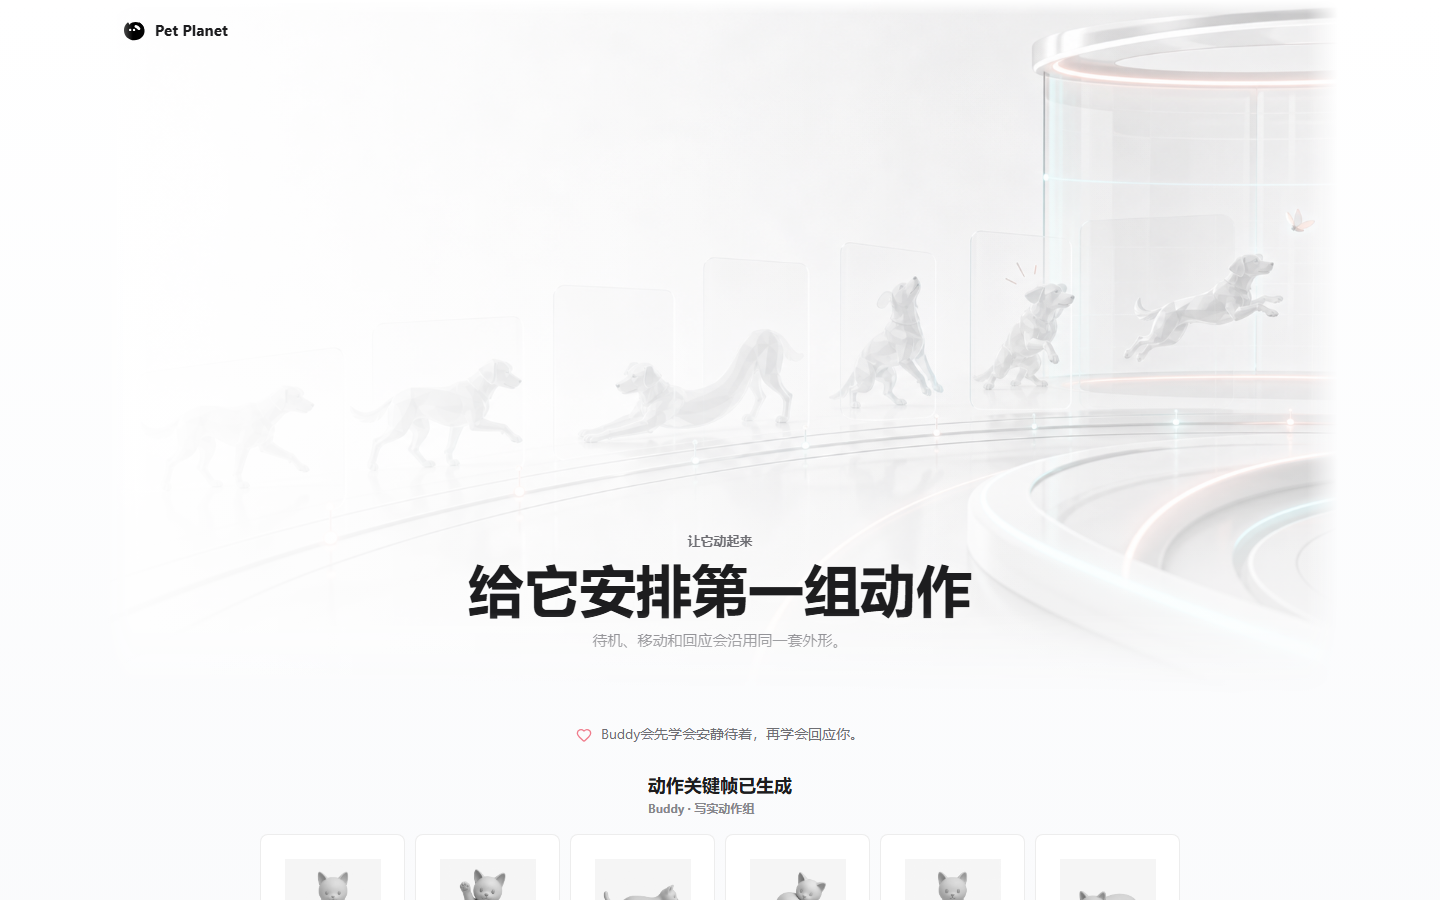 Pet Planet
让它动起来
给它安排第一组动作
待机、移动和回应会沿用同一套外形。
Buddy会先学会安静待着，再学会回应你。
动作关键帧已生成
Buddy · 写实动作组